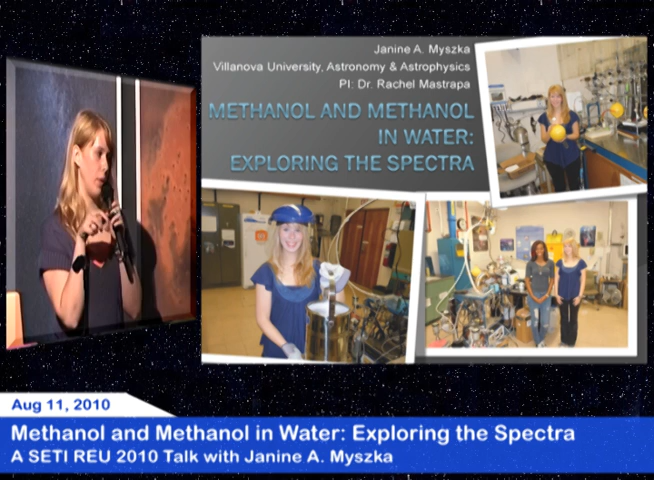 Janine A. Myszka
Villanova University, Astronomy & Astrophysics
PI: Dr. Rachel Mastrapa
METHANOL AND METHANOL
IN WATER:
EXPLORING THE SPECTRA
Aug 11, 2010
Methanol and Methanol in Water: Exploring the Spectra
A SETI REU 2010 Talk with Janine A. Myszka